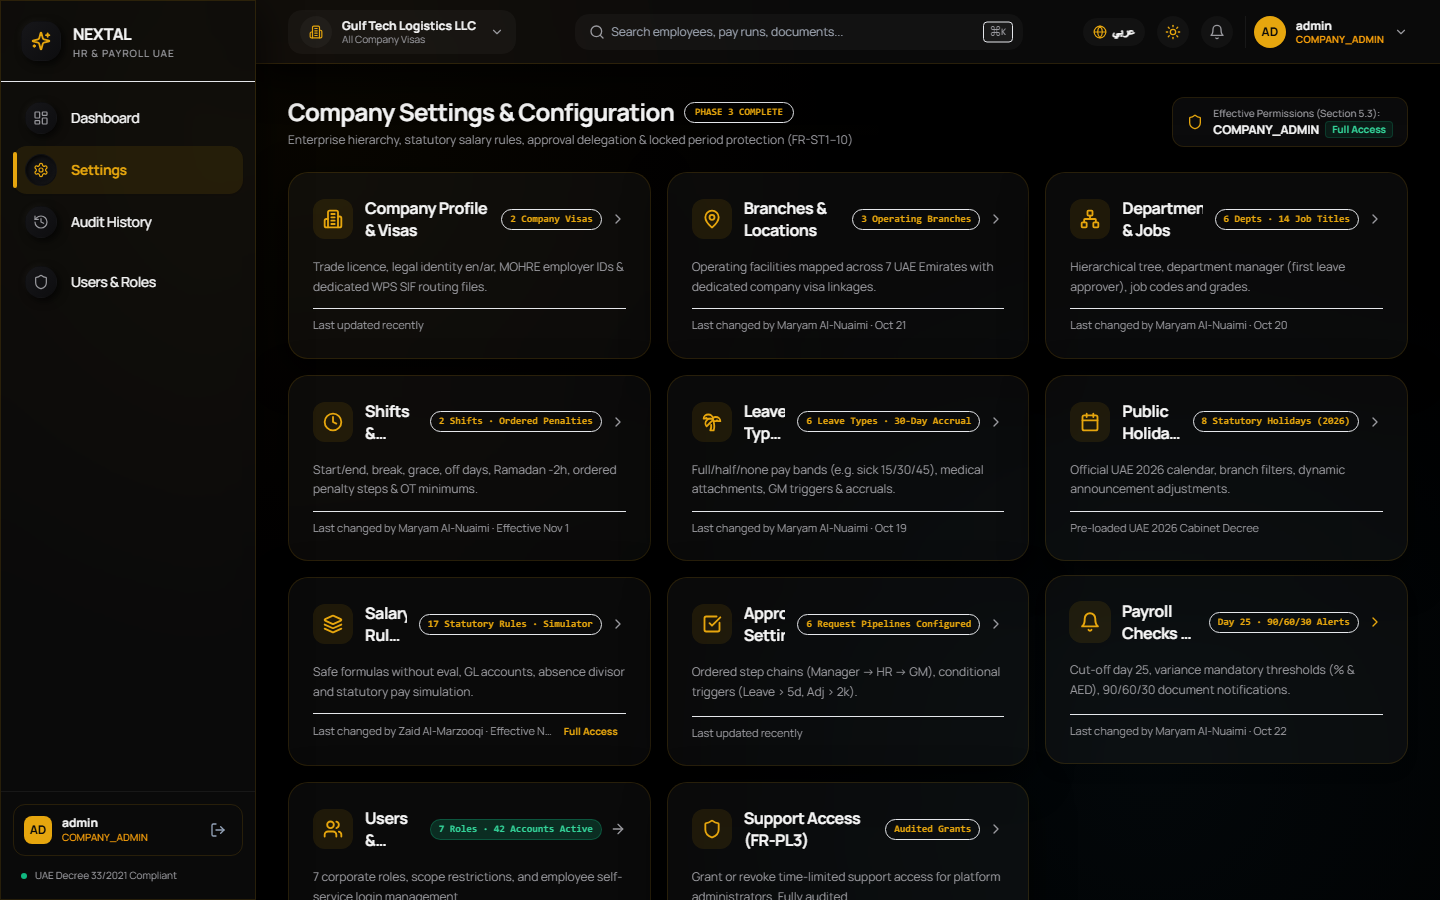 NEXTAL
HR & PAYROLL UAE
Dashboard
Settings
Audit History
Users & Roles
AD
admin
COMPANY_ADMIN
UAE Decree 33/2021 Compliant
Gulf Tech Logistics LLC
All Company Visas
Search employees, pay runs, documents...
⌘K
عربي
AD
admin
COMPANY_ADMIN
Company Settings & Configuration
PHASE 3 COMPLETE
Enterprise hierarchy, statutory salary rules, approval delegation & locked period protection (FR-ST1–10)
Effective Permissions (Section 5.3):
COMPANY_ADMIN Full Access
Company Profile
& Visas
2 Company Visas
Trade licence, legal identity en/ar, MOHRE employer IDs &
dedicated WPS SIF routing files.
Last updated recently
Branches &
Locations
3 Operating Branches
Operating facilities mapped across 7 UAE Emirates with
dedicated company visa linkages.
Last changed by Maryam Al-Nuaimi · Oct 21
Departmen
& Jobs
6 Depts · 14 Job Titles
Hierarchical tree, department manager (first leave
approver), job codes and grades.
Last changed by Maryam Al-Nuaimi · Oct 20
Shifts
&...
2 Shifts · Ordered Penalties
Start/end, break, grace, off days, Ramadan -2h, ordered
penalty steps & OT minimums.
Last changed by Maryam Al-Nuaimi · Effective Nov 1
Leave
Typ...
6 Leave Types · 30-Day Accrual
Full/half/none pay bands (e.g. sick 15/30/45), medical
attachments, GM triggers & accruals.
Last changed by Maryam Al-Nuaimi · Oct 19
Public
Holida...
8 Statutory Holidays (2026)
Official UAE 2026 calendar, branch filters, dynamic
announcement adjustments.
Pre-loaded UAE 2026 Cabinet Decree
Salary
Rul...
17 Statutory Rules · Simulator
Safe formulas without eval, GL accounts, absence divisor
and statutory pay simulation.
Last changed by Zaid Al-Marzooqi · Effective N... Full Access
Appro
Settin
6 Request Pipelines Configured
Ordered step chains (Manager → HR → GM), conditional
triggers (Leave > 5d, Adj > 2k).
Last updated recently
Payroll
Checks ...
Day 25 · 90/60/30 Alerts
Cut-off day 25, variance mandatory thresholds (% &
AED), 90/60/30 document notifications.
Last changed by Maryam Al-Nuaimi · Oct 22
Users
&...
7 Roles · 42 Accounts Active
7 corporate roles, scope restrictions, and employee self-
service login management.
Support Access
(FR-PL3)
Audited Grants
Grant or revoke time-limited support access for platform
administrators. Fully audited.